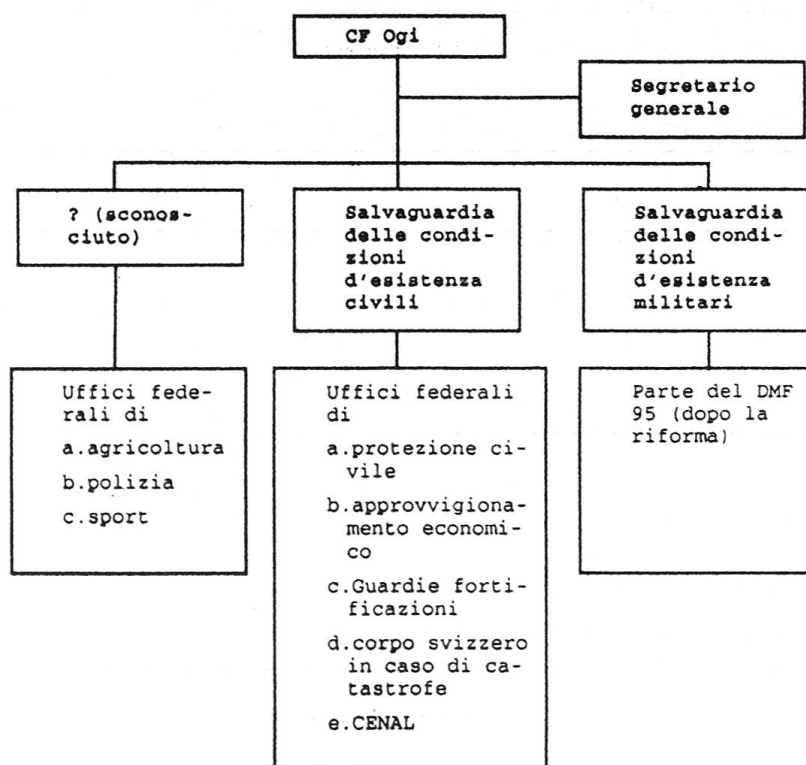 CF Ogi
Segretario
generale
? (sconos-
ciuto)
Salvaguardia
delle condi-
zioni
d'esistenza
civili
Salvaguardia
delle condi-
zioni
d'esistenza
militari
Uffici fede-
rali di
a.agricoltura
b.polizia
c.sport
Uffici federali
di
a.protezione ci-
vile
b.approvvigiona-
mento economi-
co
c.Guardie forti-
ficazioni
d.corpo svizzero
in caso di ca-
tastrofe
e.CENAL
Parte del DMF
95 (dopo la
riforma)